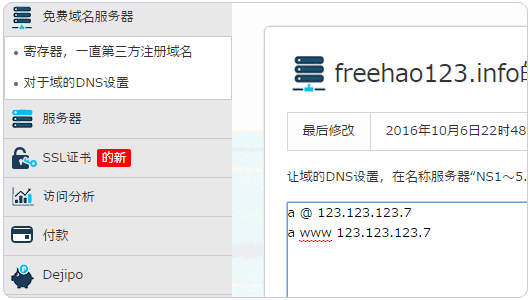 免费域名服务器
寄存器，一直第三方注册域名
对于域的DNS设置
服务器
SSL证书 的新
访问分析
付款
Dejipo
freehao123.info的
最后修改 2016年10月6日22时48
让域的DNS设置，在名称服务器“NS1～5.
a @ 123.123.123.7
a www 123.123.123.7